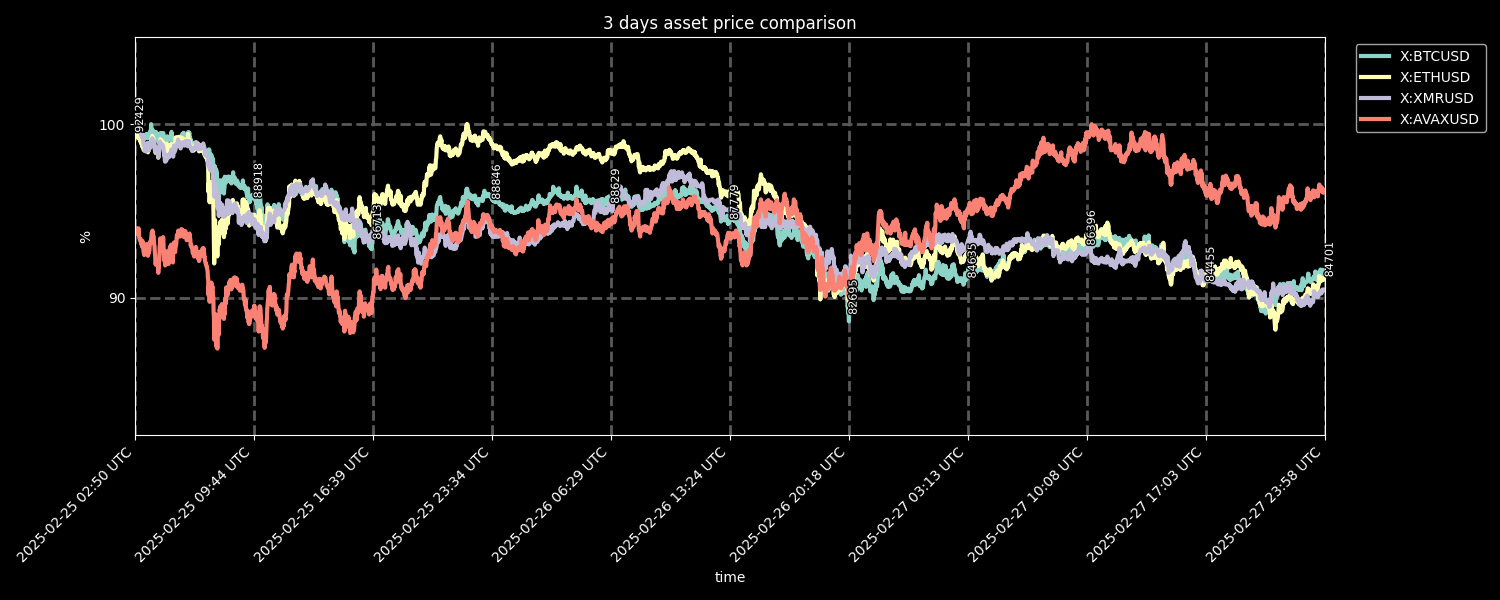 3 days asset price comparison
X:BTCUSD
X:ETHUSD
X:XMRUSD
X:AVAXUSD
100
90
%
92429
88918
86713
88846
88629
87779
82695
84635
86396
84455
84701
2025-02-25 02:50 UTC
2025-02-25 09:44 UTC
2025-02-25 16:39 UTC
2025-02-25 23:34 UTC
2025-02-26 06:29 UTC
2025-02-26 13:24 UTC
2025-02-26 20:18 UTC
2025-02-27 03:13 UTC
2025-02-27 10:08 UTC
2025-02-27 17:03 UTC
2025-02-27 23:58 UTC
time